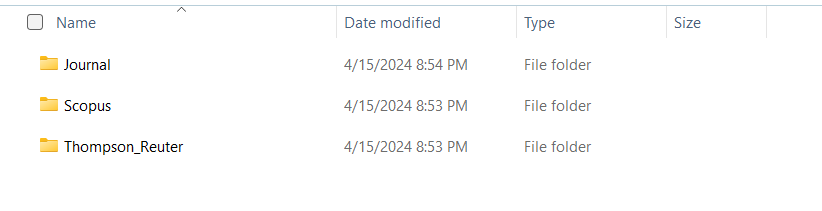 Name Date modified Type Size
Journal 4/15/2024 8:54 PM File folder
Scopus 4/15/2024 8:53 PM File folder
Thompson_Reuter 4/15/2024 8:53 PM File folder